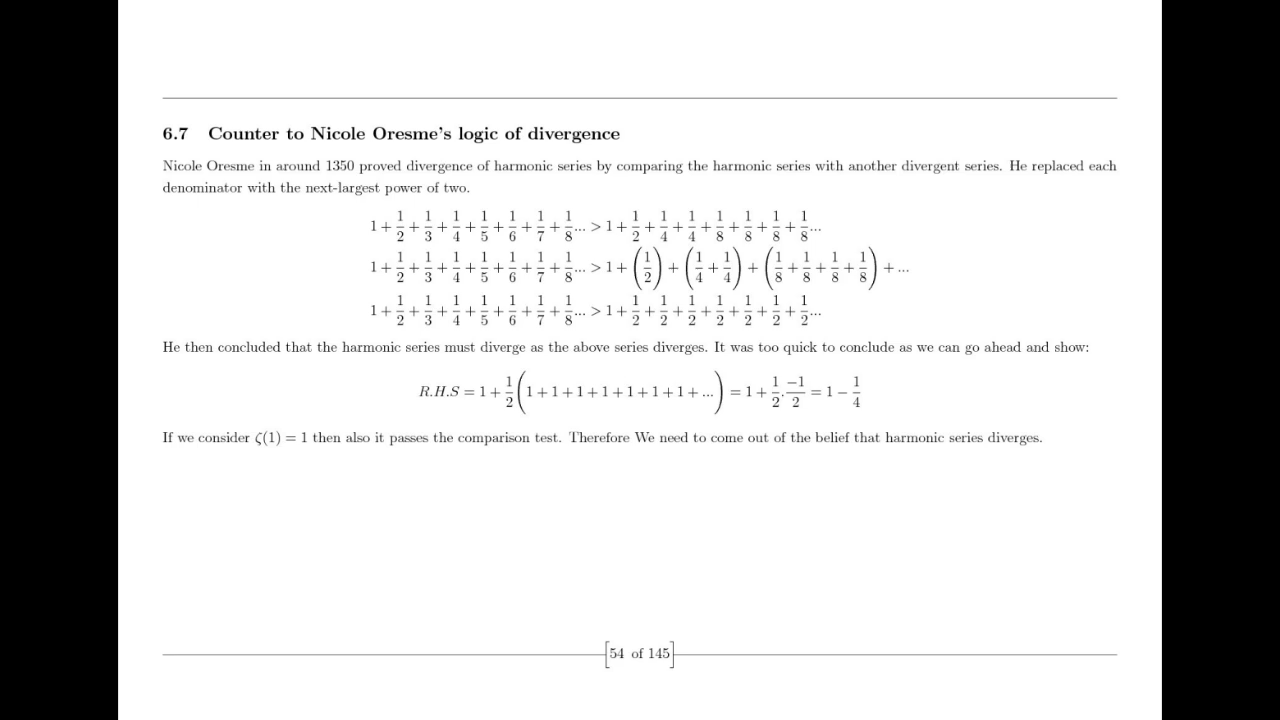 6.7 Counter to Nicole Oresme's logic of divergence
Nicole Oresme in around 1350 proved divergence of harmonic series by comparing the harmonic series with another divergent series. He replaced each
denominator with the next-largest power of two.
1 + 1/2 + 1/3 + 1/4 + 1/5 + 1/6 + 1/7 + 1/8 ... > 1 + 1/2 + 1/4 + 1/4 + 1/8 + 1/8 + 1/8 + 1/8 ...
1 + 1/2 + 1/3 + 1/4 + 1/5 + 1/6 + 1/7 + 1/8 ... > 1 + (1/2) + (1/4 + 1/4) + (1/8 + 1/8 + 1/8 + 1/8) + ...
1 + 1/2 + 1/3 + 1/4 + 1/5 + 1/6 + 1/7 + 1/8 ... > 1 + 1/2 + 1/2 + 1/2 + 1/2 + 1/2 + 1/2 + 1/2 ...
He then concluded that the harmonic series must diverge as the above series diverges. It was too quick to conclude as we can go ahead and show:
R.H.S = 1 + 1/2 (1 + 1 + 1 + 1 + 1 + 1 + 1 + ...) = 1 + 1/2 . -1/2 = 1 - 1/4
If we consider ζ(1) = 1 then also it passes the comparison test. Therefore We need to come out of the belief that harmonic series diverges.
[54 of 145]